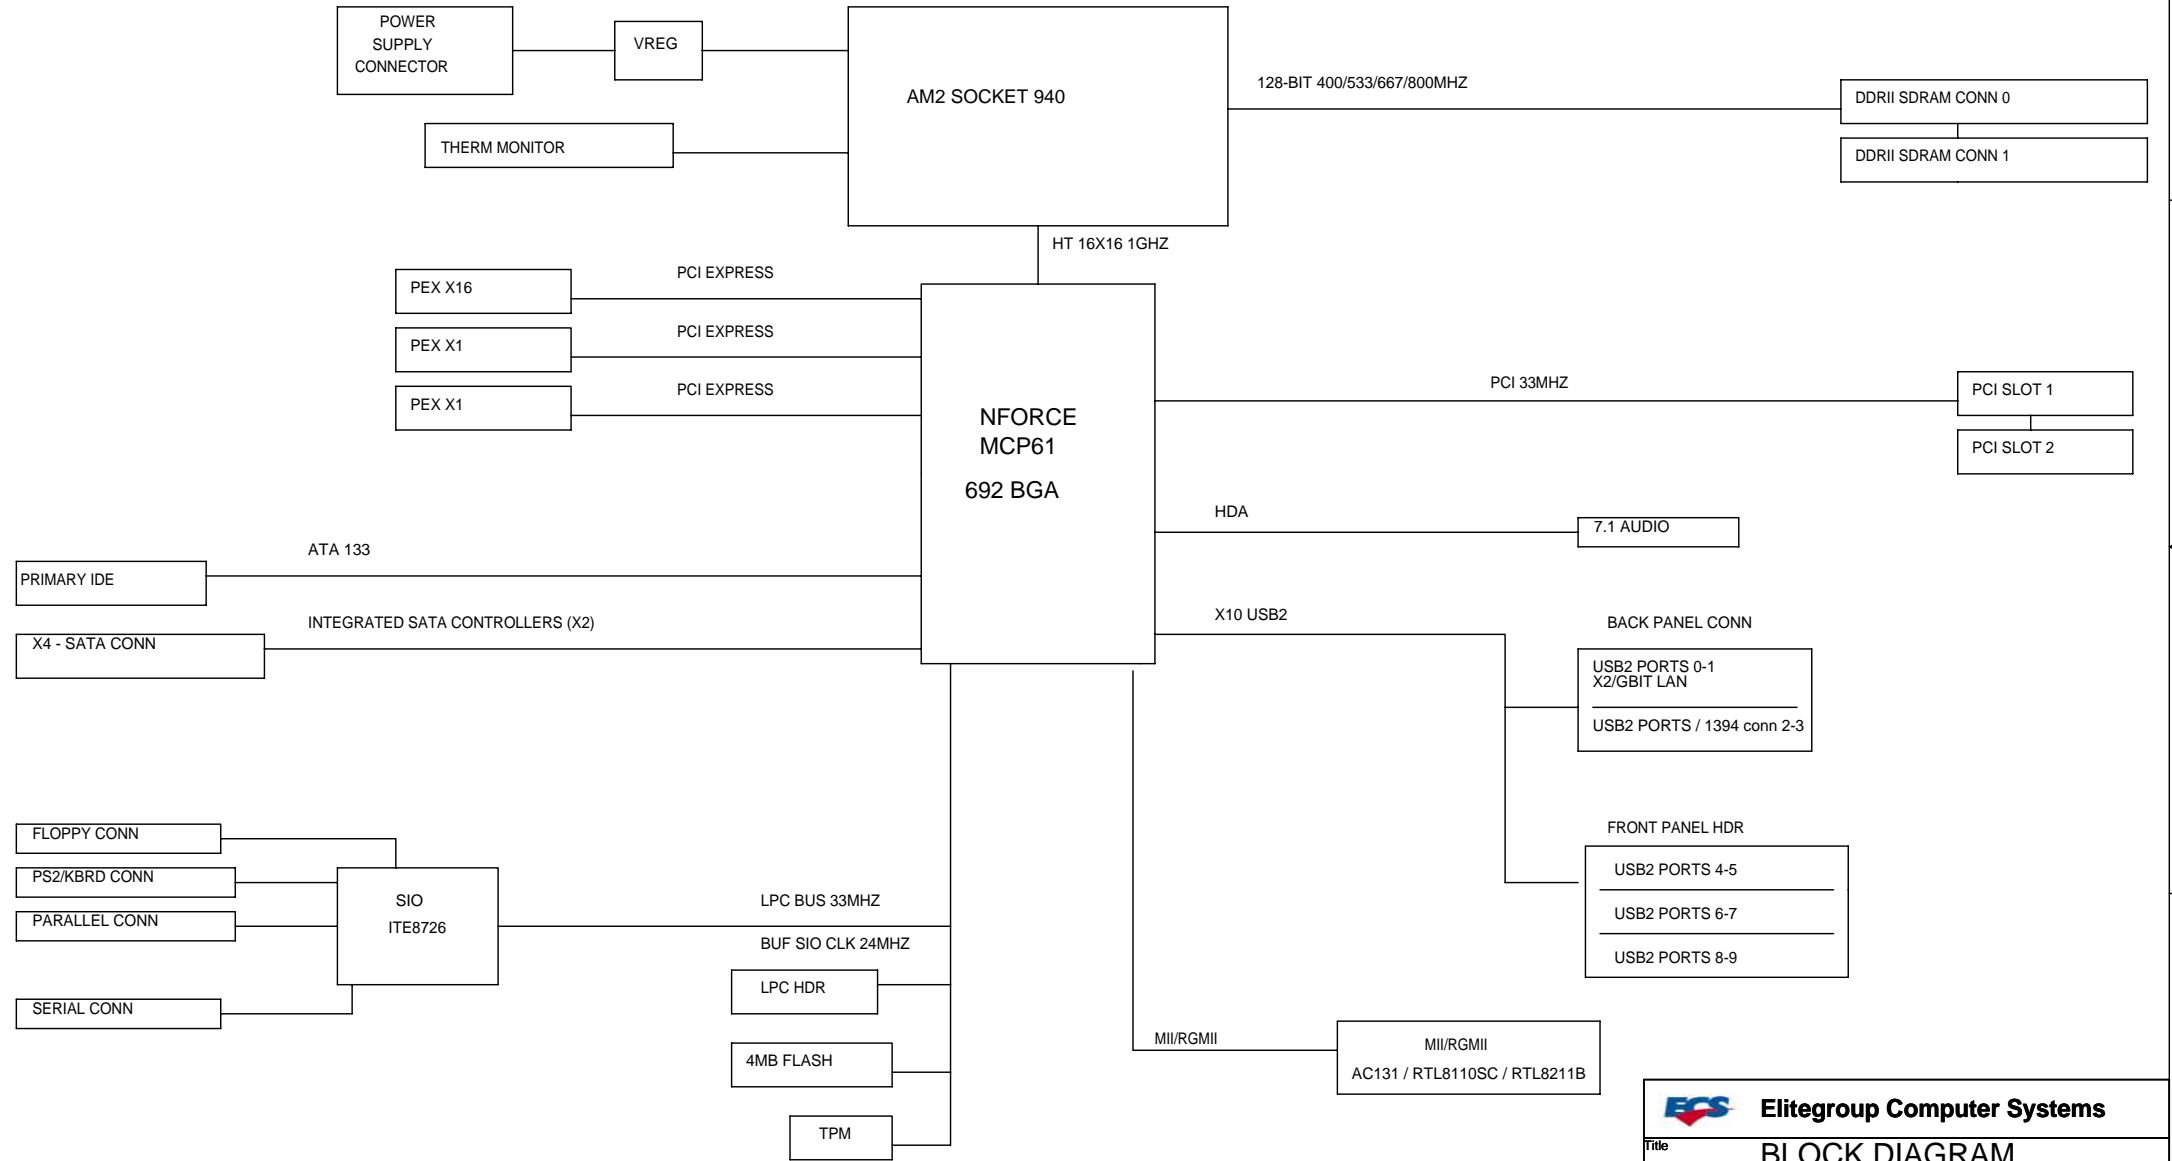 POWER
SUPPLY
CONNECTOR
VREG
AM2 SOCKET 940
128-BIT 400/533/667/800MHZ
DDRII SDRAM CONN 0
THERM MONITOR
DDRII SDRAM CONN 1
HT 16X16 1GHZ
PEX X16
PCI EXPRESS
PEX X1
PCI EXPRESS
PEX X1
PCI EXPRESS
NFORCE
MCP61
692 BGA
PCI 33MHZ
PCI SLOT 1
PCI SLOT 2
HDA
7.1 AUDIO
ATA 133
PRIMARY IDE
INTEGRATED SATA CONTROLLERS (X2)
X4 - SATA CONN
X10 USB2
BACK PANEL CONN
USB2 PORTS 0-1
X2/GBIT LAN
USB2 PORTS / 1394 conn 2-3
FRONT PANEL HDR
USB2 PORTS 4-5
USB2 PORTS 6-7
USB2 PORTS 8-9
FLOPPY CONN
PS2/KBRD CONN
PARALLEL CONN
SERIAL CONN
SIO
ITE8726
LPC BUS 33MHZ
BUF SIO CLK 24MHZ
LPC HDR
4MB FLASH
TPM
MII/RGMII
MII/RGMII
AC131 / RTL8110SC / RTL8211B
ECS
Elitegroup Computer Systems
Title
BLOCK DIAGRAM